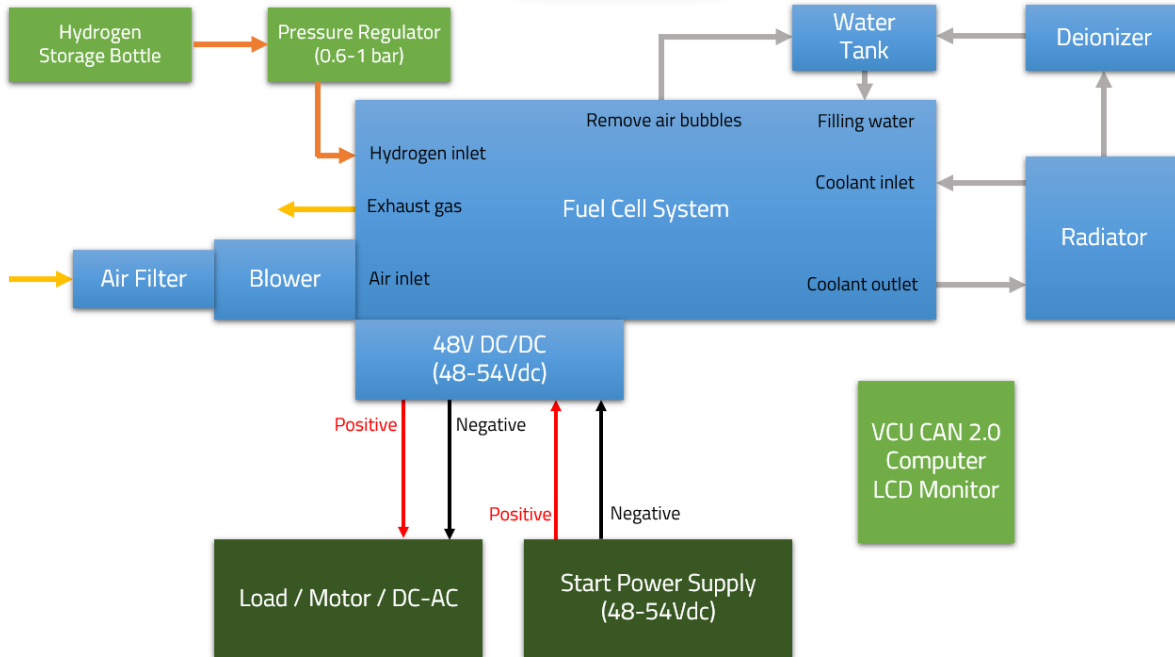 Hydrogen
Storage Bottle
Pressure Regulator
(0.6-1 bar)
Water
Tank
Deionizer
Remove air bubbles
Filling water
Hydrogen inlet
Coolant inlet
Exhaust gas
Fuel Cell System
Radiator
Air Filter
Blower
Air inlet
Coolant outlet
48V DC/DC
(48-54Vdc)
Positive
Negative
VCU CAN 2.0
Computer
LCD Monitor
Positive
Negative
Load / Motor / DC-AC
Start Power Supply
(48-54Vdc)